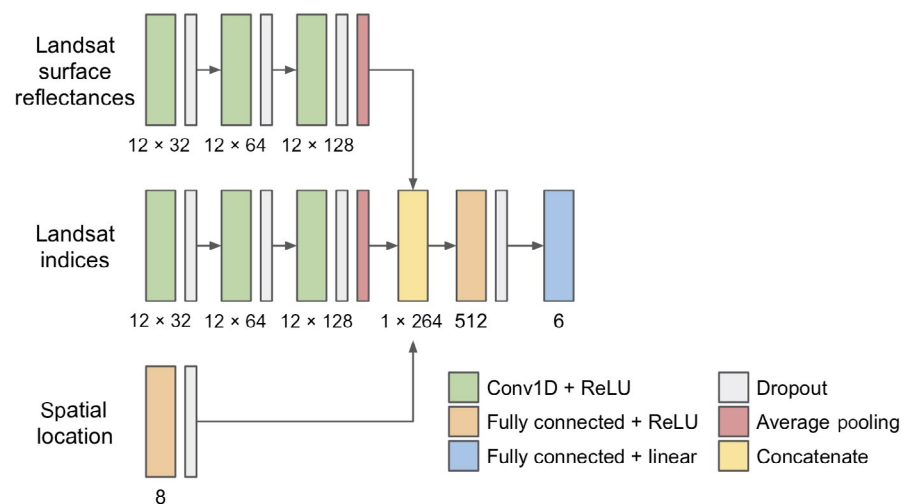 Landsat
surface
reflectances
12 × 32
12 × 64
12 × 128
Landsat
indices
12 × 32
12 × 64
12 × 128
1 × 264
512
6
Spatial
location
8
Conv1D + ReLU
Fully connected + ReLU
Fully connected + linear
Dropout
Average pooling
Concatenate